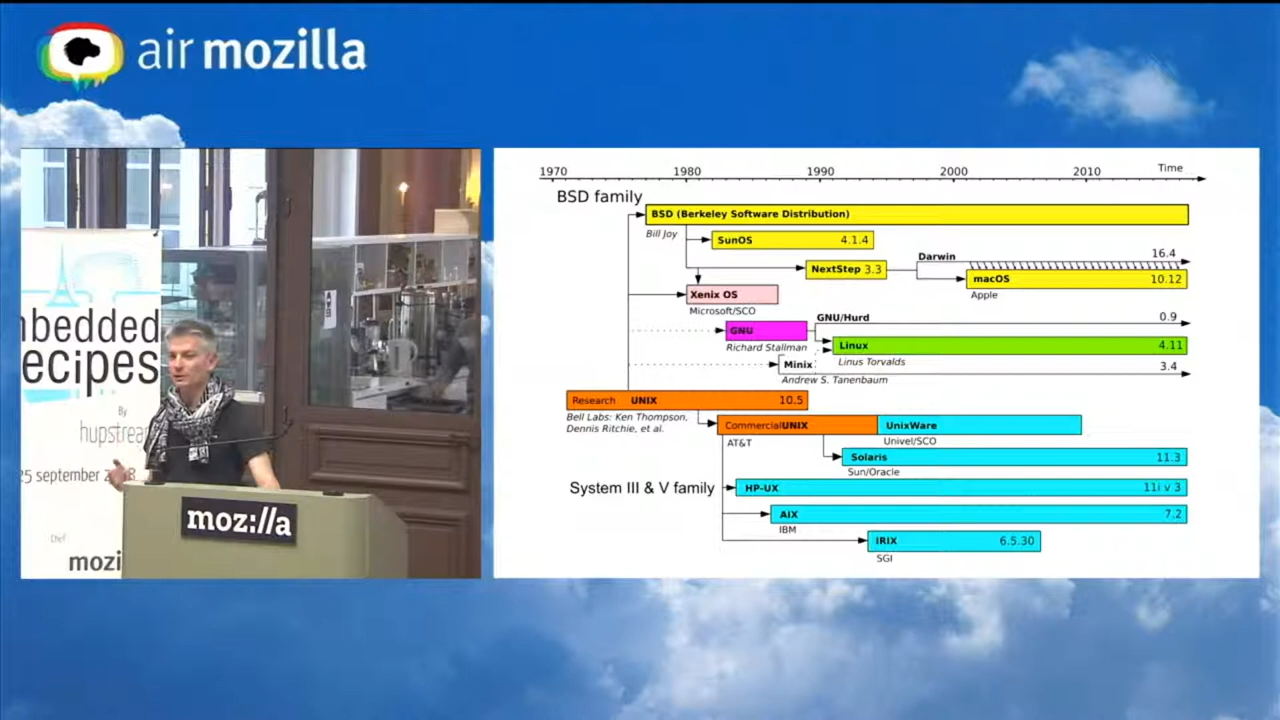 air mozilla
mbedded
ecipes
By
hupstream
25 september 2018
Chef
mozi
moz://a
1970 1980 1990 2000 2010 Time
BSD family
BSD (Berkeley Software Distribution)
Bill Joy
SunOS 4.1.4
NextStep 3.3
Darwin 16.4
macOS 10.12
Apple
Xenix OS
Microsoft/SCO
GNU/Hurd 0.9
GNU
Richard Stallman
Linux 4.11
Linus Torvalds
Minix 3.4
Andrew S. Tanenbaum
Research UNIX 10.5
Bell Labs: Ken Thompson,
Dennis Ritchie, et al.
CommercialUNIX UnixWare
AT&T Univel/SCO
Solaris 11.3
Sun/Oracle
System III & V family
HP-UX 11i v 3
AIX 7.2
IBM
IRIX 6.5.30
SGI